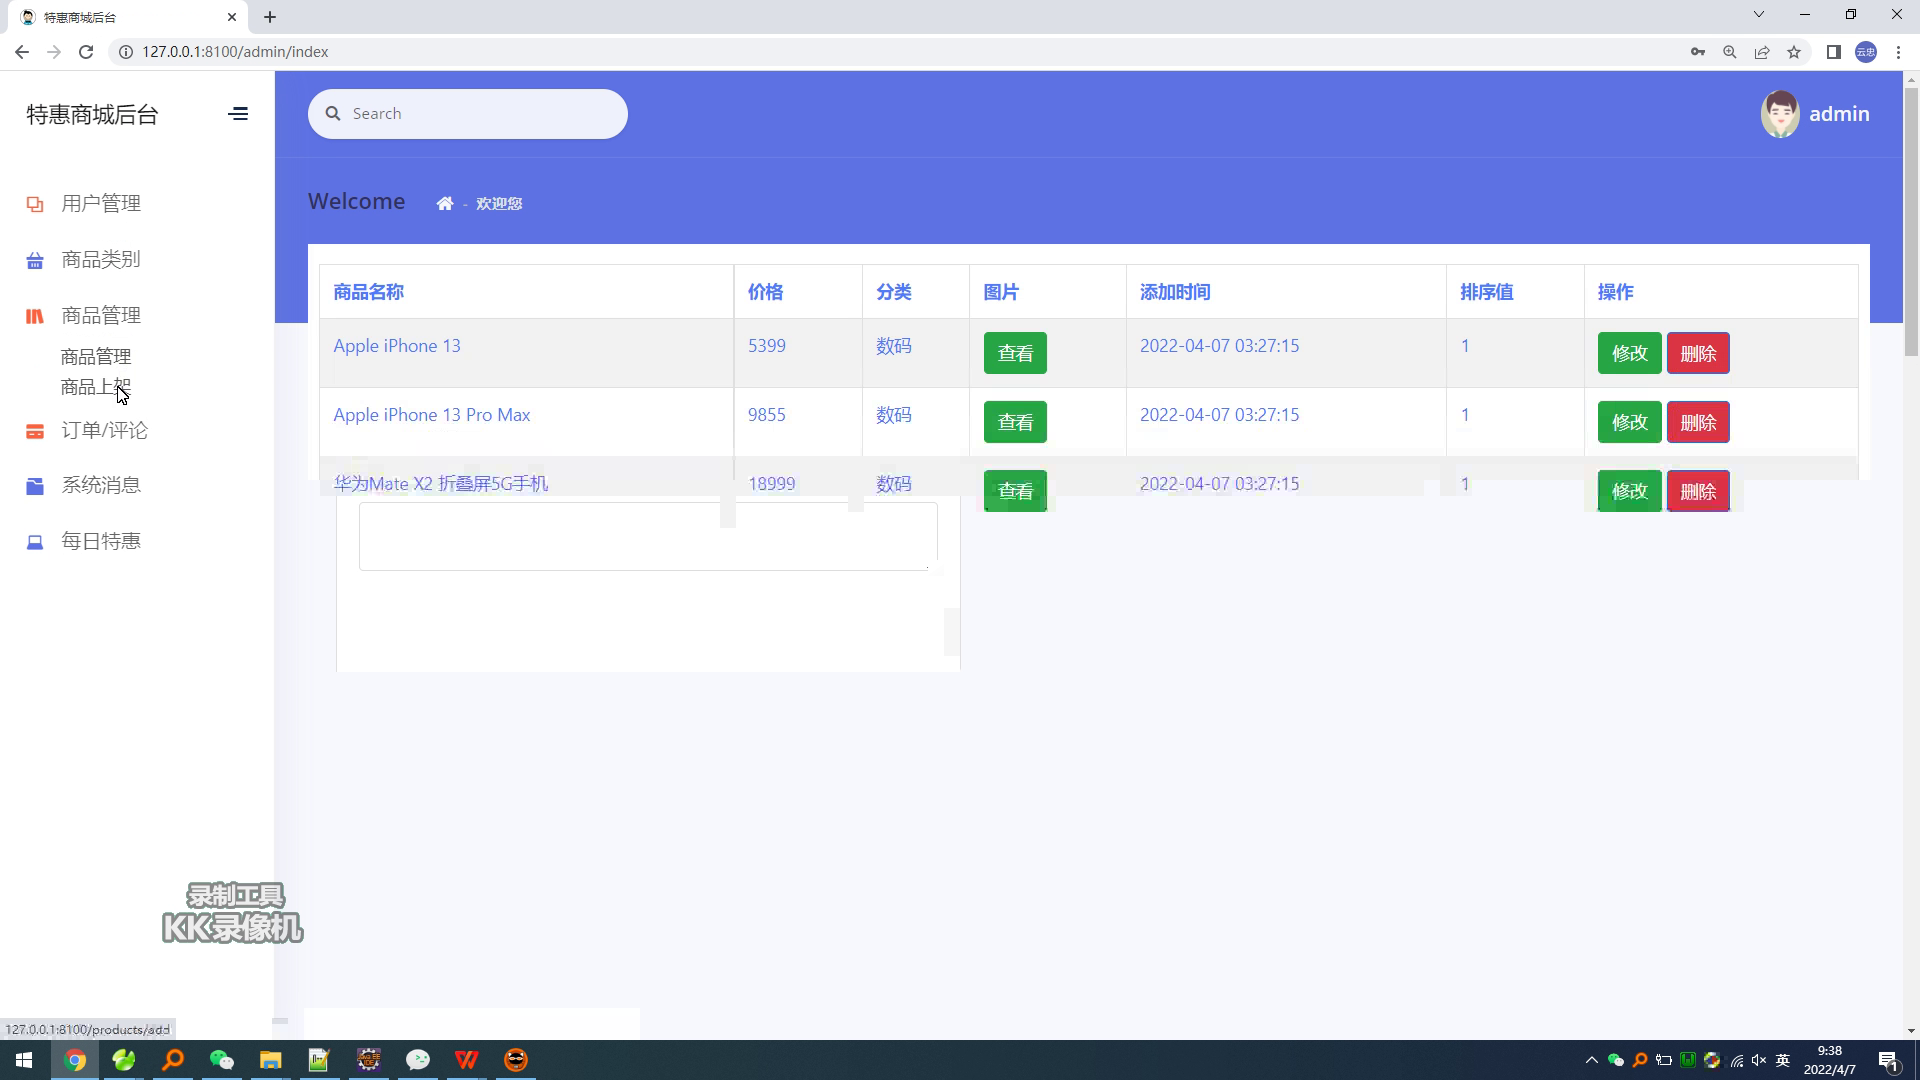 特惠商城后台
127.0.0.1:8100/admin/index
云忠
特惠商城后台
Search
admin
Welcome
- 欢迎您
用户管理
商品类别
商品管理
商品管理
商品上架
订单/评论
系统消息
每日特惠
商品名称 价格 分类 图片 添加时间 排序值 操作
Apple iPhone 13 5399 数码 查看 2022-04-07 03:27:15 1 修改 删除
Apple iPhone 13 Pro Max 9855 数码 查看 2022-04-07 03:27:15 1 修改 删除
华为Mate X2 折叠屏5G手机 18999 数码 查看 2022-04-07 03:27:15 1 修改 删除
录制工具
KK录像机
127.0.0.1:8100/products/add
英
9:38
2022/4/7
1